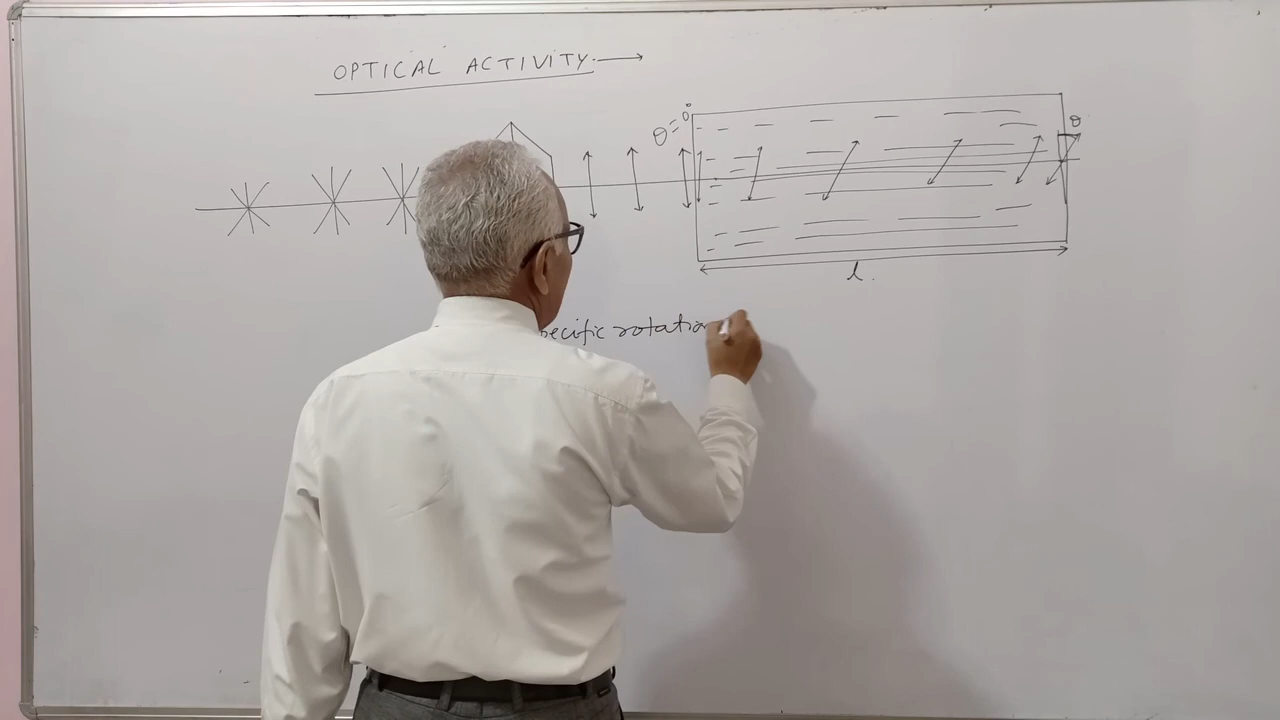 OPTICAL ACTIVITY
θ=0°
θ
l.
pecific rotation